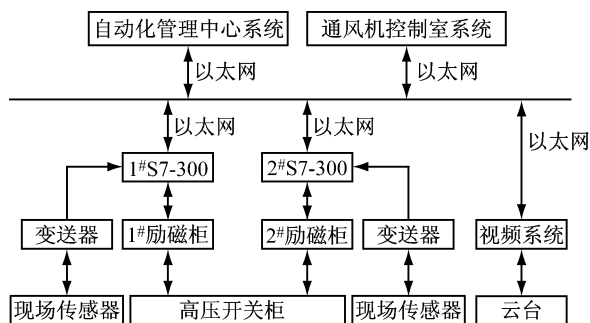 自动化管理中心系统 通风机控制室系统
以太网 以太网
以太网 以太网 以太网
1#S7-300 2#S7-300
变送器 1#励磁柜 2#励磁柜 变送器 视频系统
现场传感器 高压开关柜 现场传感器 云台